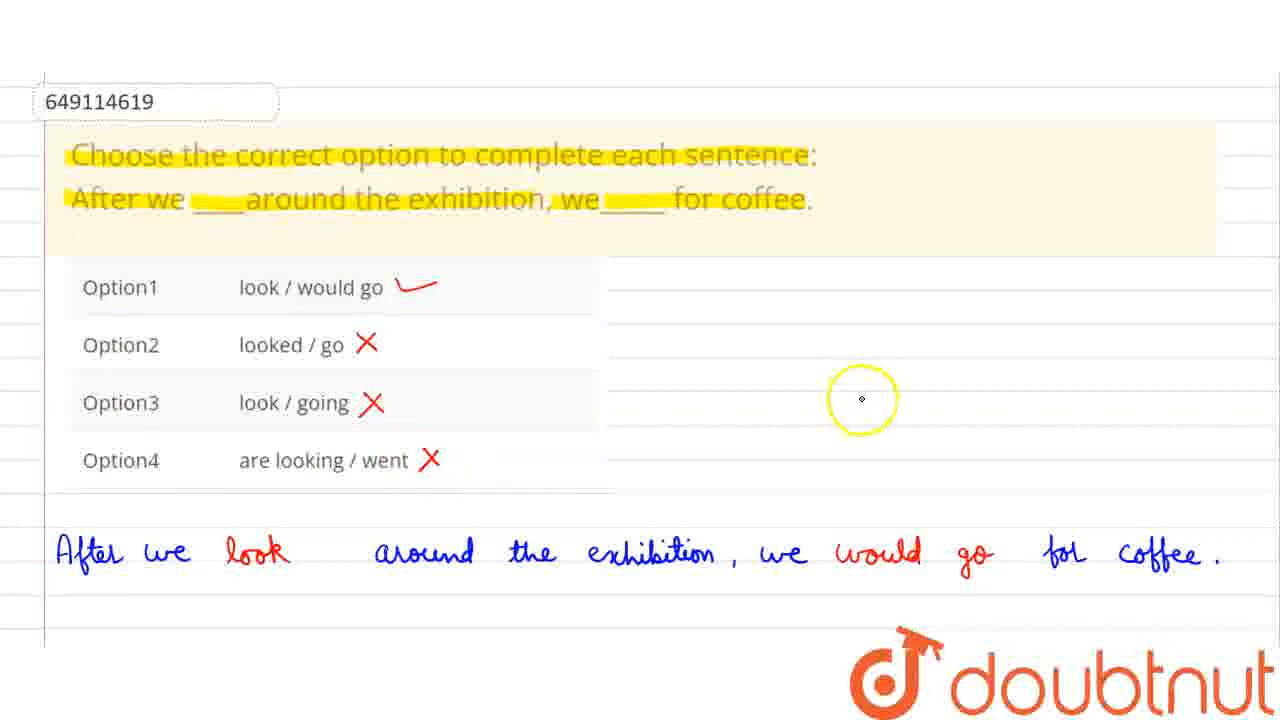 649114619
Choose the correct option to complete each sentence:
After we ____around the exhibition, we_____ for coffee.
Option1 look / would go
Option2 looked / go
Option3 look / going
Option4 are looking / went
After we look around the exhibition, we would go for coffee.
doubtnut